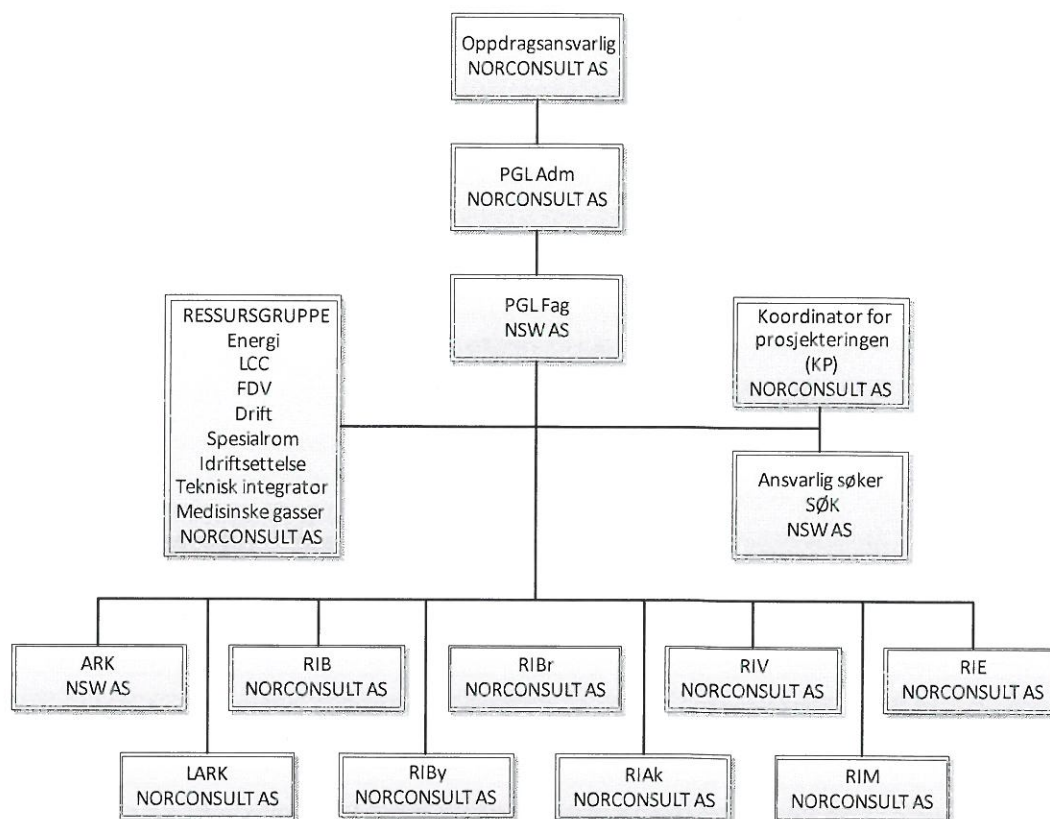 Oppdragsansvarlig
NORCONSULT AS
PGL Adm
NORCONSULT AS
PGL Fag
NSW AS
RESSURSGRUPPE
Energi
LCC
FDV
Drift
Spesialrom
Idriftsettelse
Teknisk integrator
Medisinske gasser
NORCONSULT AS
Koordinator for
prosjekteringen
(KP)
NORCONSULT AS
Ansvarlig søker
SØK
NSW AS
ARK
NSW AS
RIB
NORCONSULT AS
RIBr
NORCONSULT AS
RIV
NORCONSULT AS
RIE
NORCONSULT AS
LARK
NORCONSULT AS
RIBy
NORCONSULT AS
RIAk
NORCONSULT AS
RIM
NORCONSULT AS